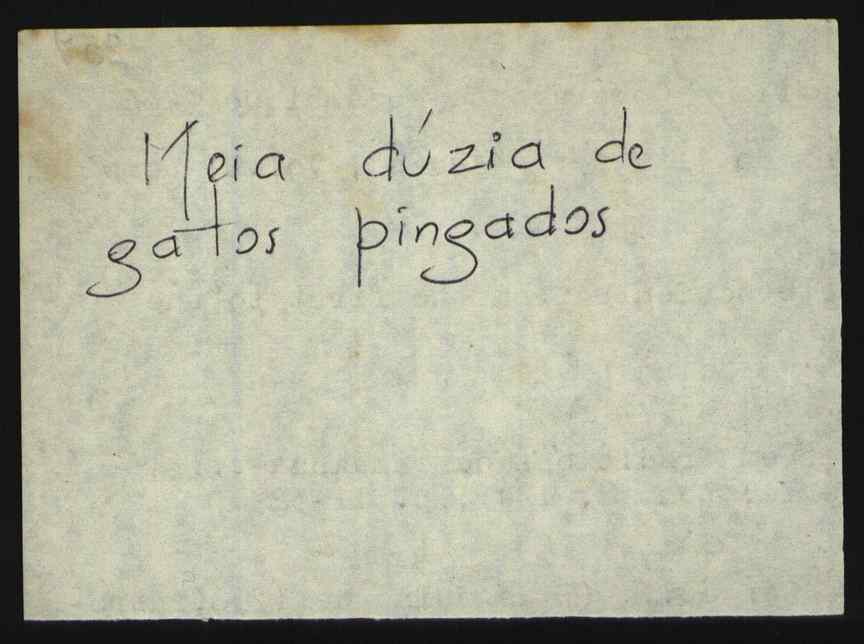 Meia dúzia de
gatos pingados